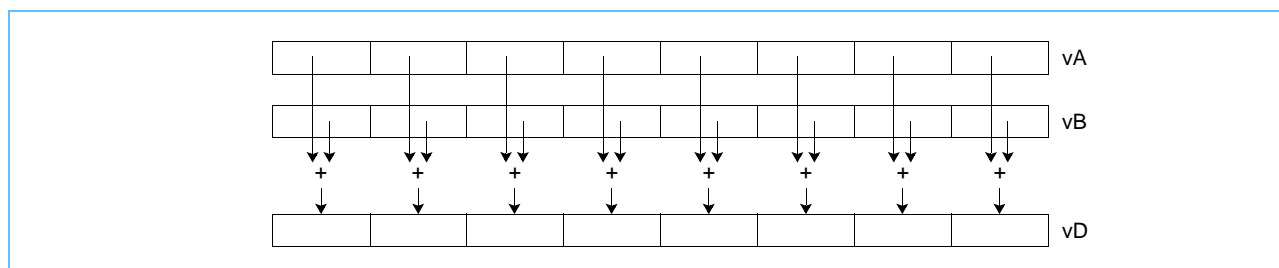 vA
vB
+ + + + + + + +
vD